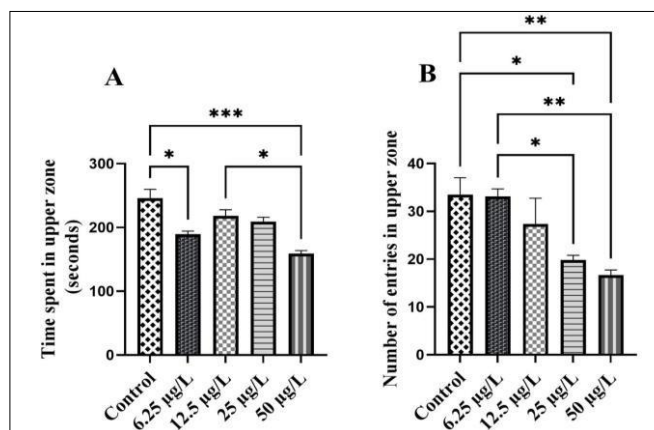 A
Time spent in upper zone
(seconds)
300
200
100
0
***
*
*
Control
6.25 µg/L
12.5 µg/L
25 µg/L
50 µg/L
B
Number of entries in upper zone
40
30
20
10
0
**
*
**
*
Control
6.25 µg/L
12.5 µg/L
25 µg/L
50 µg/L